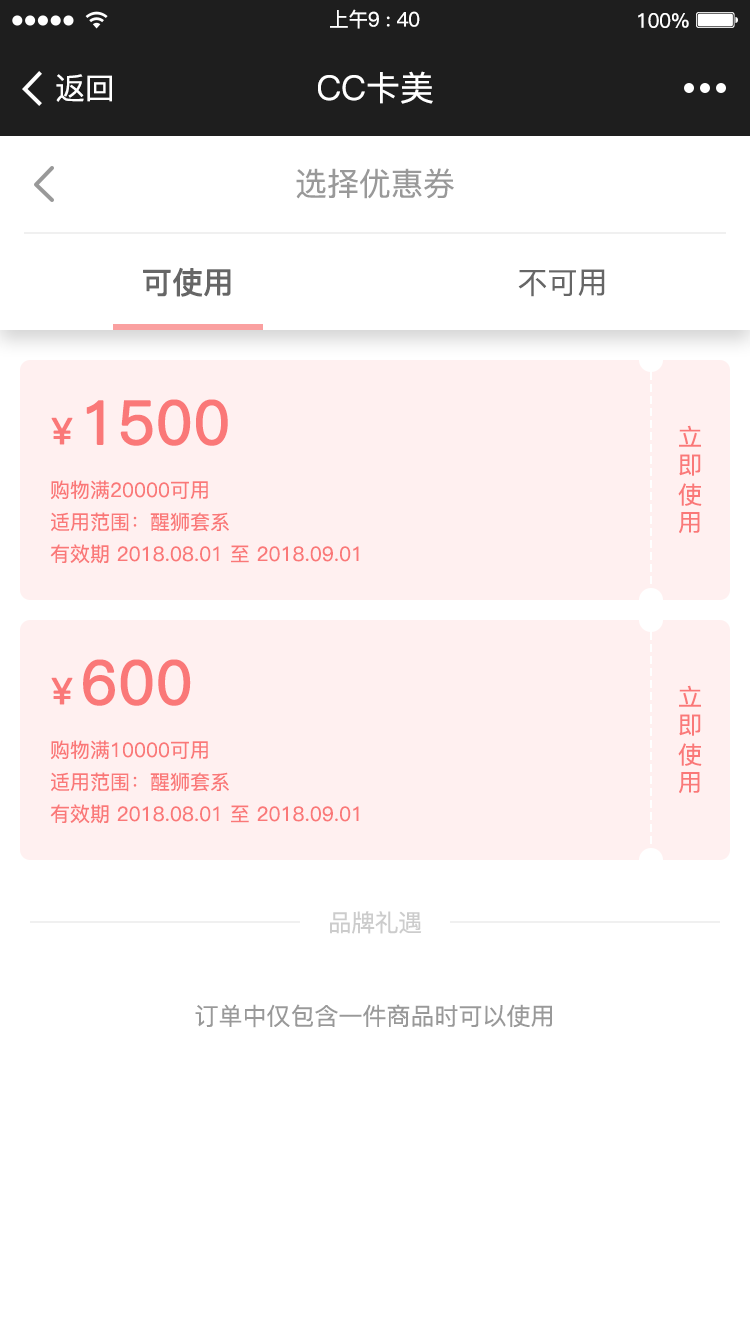 上午9 : 40
100%
返回
CC卡美
选择优惠券
可使用
不可用
¥1500
购物满20000可用
适用范围：醒狮套系
有效期 2018.08.01 至 2018.09.01
立即使用
¥600
购物满10000可用
适用范围：醒狮套系
有效期 2018.08.01 至 2018.09.01
立即使用
品牌礼遇
订单中仅包含一件商品时可以使用